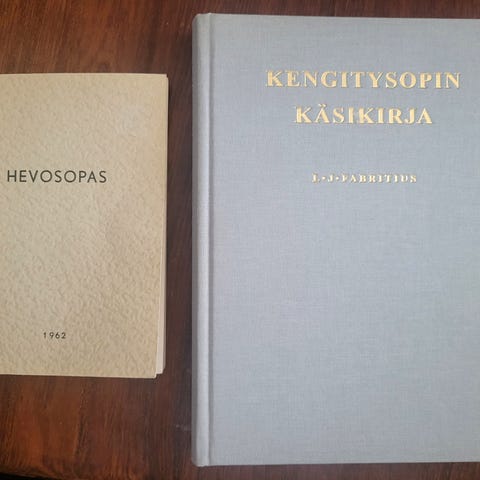 HEVOSOPAS
1962
KENGITYSOPIN
KÄSIKIRJA
L·J·FABRITIUS